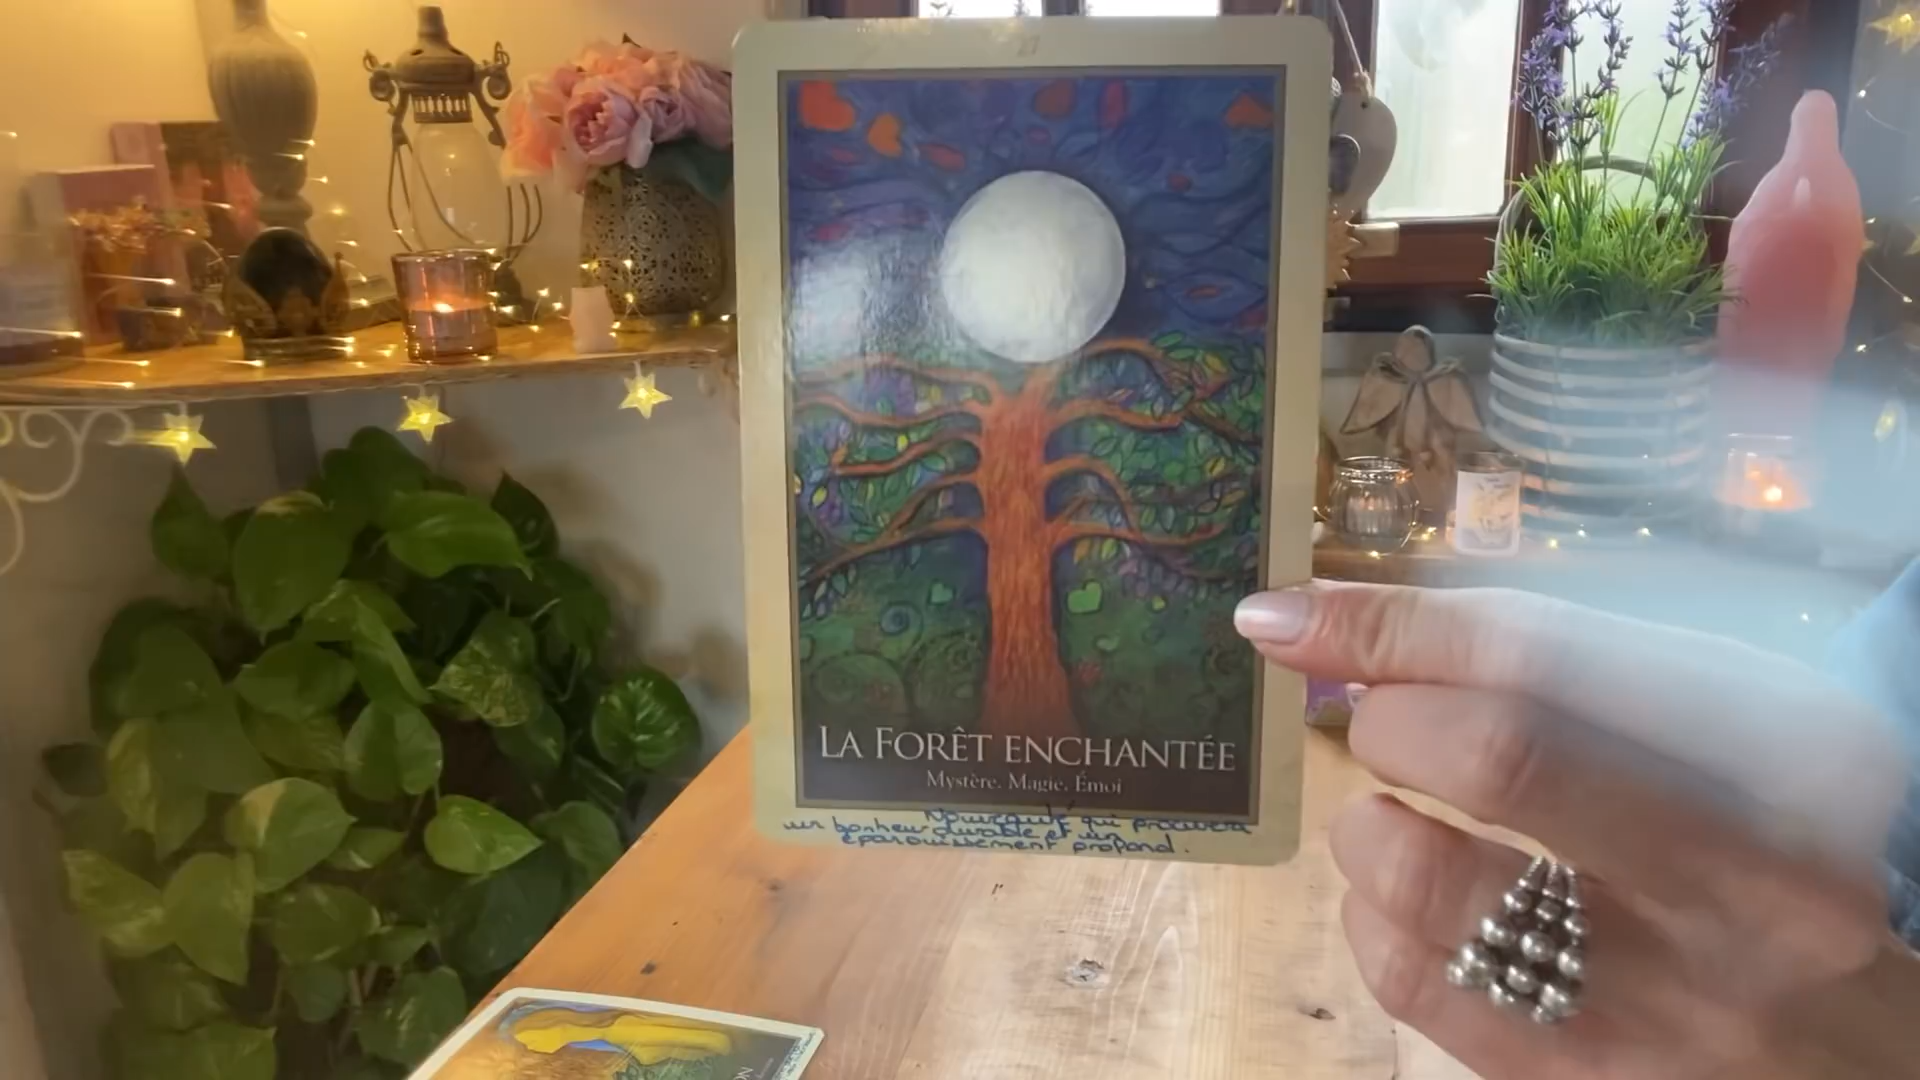 LA FORÊT ENCHANTÉE
Mystère. Magie. Émoi
Nourriture qui procurera
un bonheur durable et un
épanouissement profond.